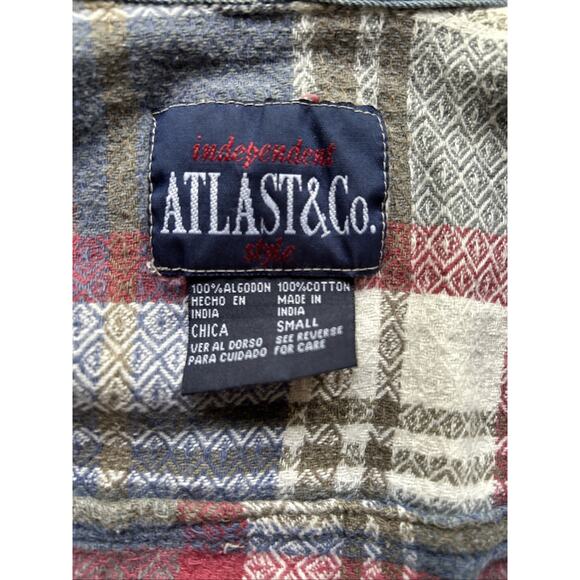 independent
ATLAST&Co.
style
100%ALGODON
HECHO EN
INDIA
CHICA
VER AL DORSO
PARA CUIDADO
100%COTTON
MADE IN
INDIA
SMALL
SEE REVERSE
FOR CARE